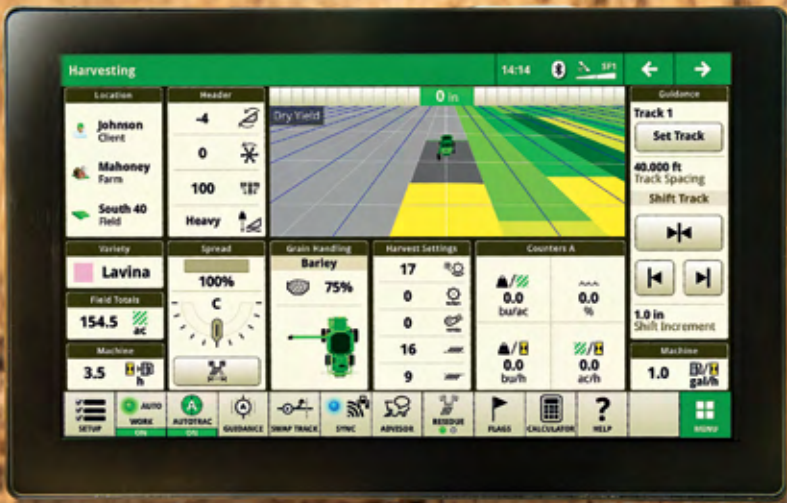 Harvesting
14:14
SF1
Location
Johnson
Client
Mahoney
Farm
South 40
Field
Header
-4
0
100
Heavy
0 in
Dry Yield
Guidance
Track 1
Set Track
40.000 ft
Track Spacing
Shift Track
1.0 in
Shift Increment
Variety
Lavina
Field Totals
154.5
ac
Machine
3.5
h
Spread
100%
C
Grain Handling
Barley
75%
Harvest Settings
17
0
0
16
9
Counters A
0.0
bu/ac
0.0
%
0.0
bu/h
0.0
ac/h
Machine
1.0
gal/h
SETUP
AUTO
WORK
ON
AUTOTRAC
ON
GUIDANCE
SWAP TRACK
SYNC
ADVISOR
RESIDUE
FLAGS
CALCULATOR
HELP
MENU